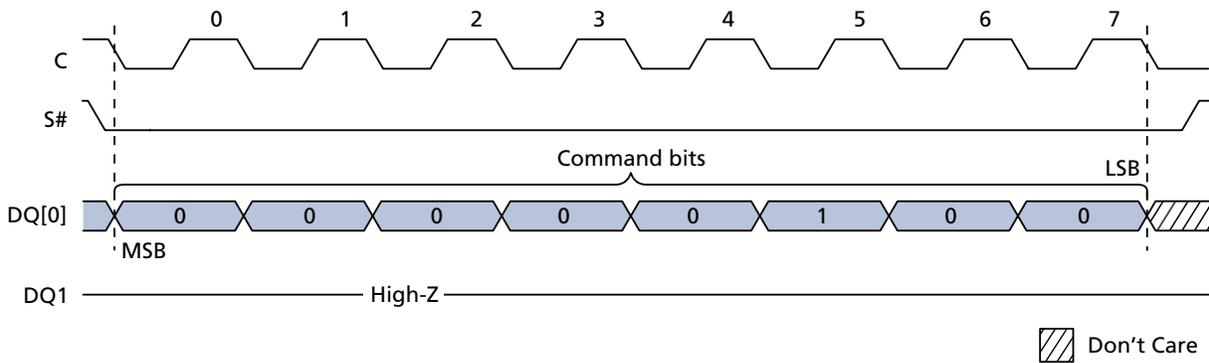 0 1 2 3 4 5 6 7
C
S#
Command bits
LSB
DQ[0] 0 0 0 0 0 1 0 0
MSB
DQ1 High-Z
Don't Care